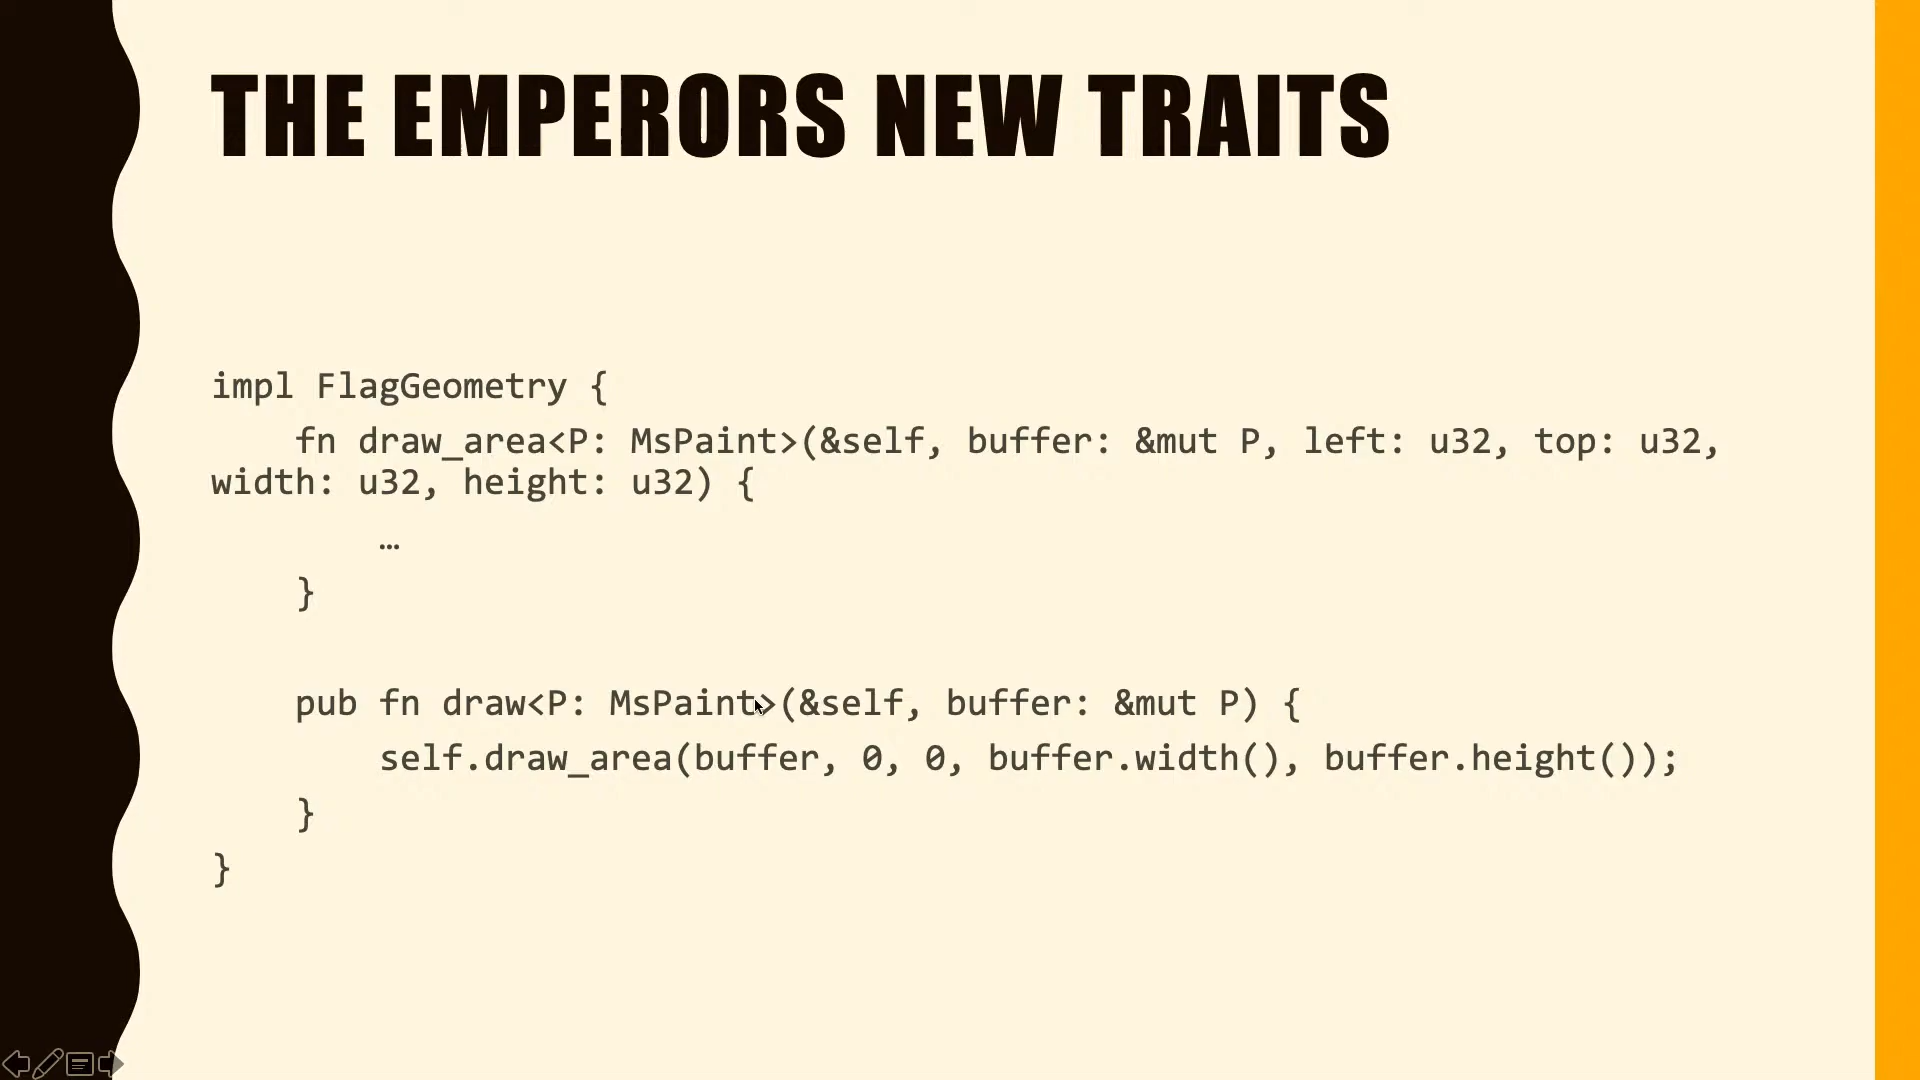 THE EMPERORS NEW TRAITS
impl FlagGeometry {
    fn draw_area<P: MsPaint>(&self, buffer: &mut P, left: u32, top: u32,
width: u32, height: u32) {
        …
    }
    pub fn draw<P: MsPaint>(&self, buffer: &mut P) {
        self.draw_area(buffer, 0, 0, buffer.width(), buffer.height());
    }
}